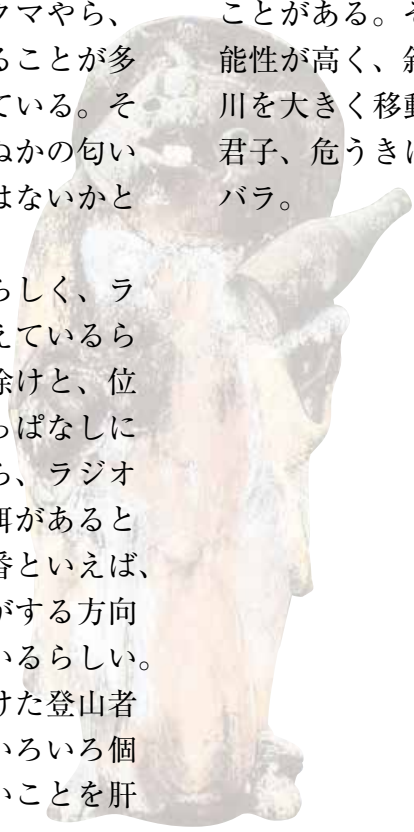 クマやら、
ることが多
ている。そ
ぬかの匂い
はないかと
らしく、ラ
えているら
除けと、位
っぱなしに
ら、ラジオ
餌があると
番といえば、
がする方向
いるらしい。
けた登山者
いろいろ個
いことを肝
ことがある。そ
能性が高く、斜
川を大きく移動
君子、危うきに
バラ。